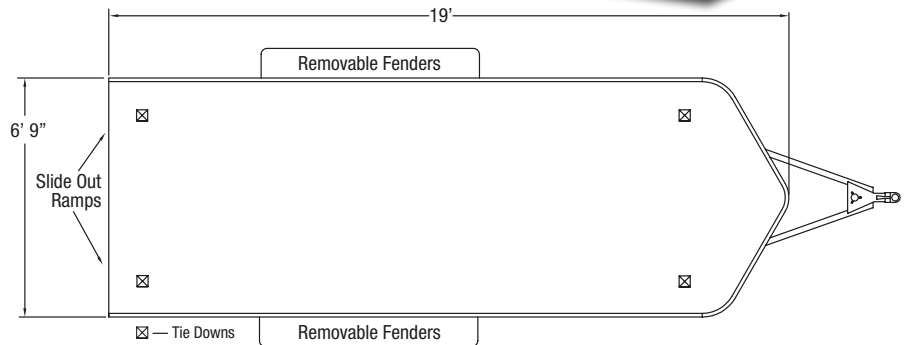 19’
Removable Fenders
6’ 9”
Slide Out
Ramps
— Tie Downs
Removable Fenders